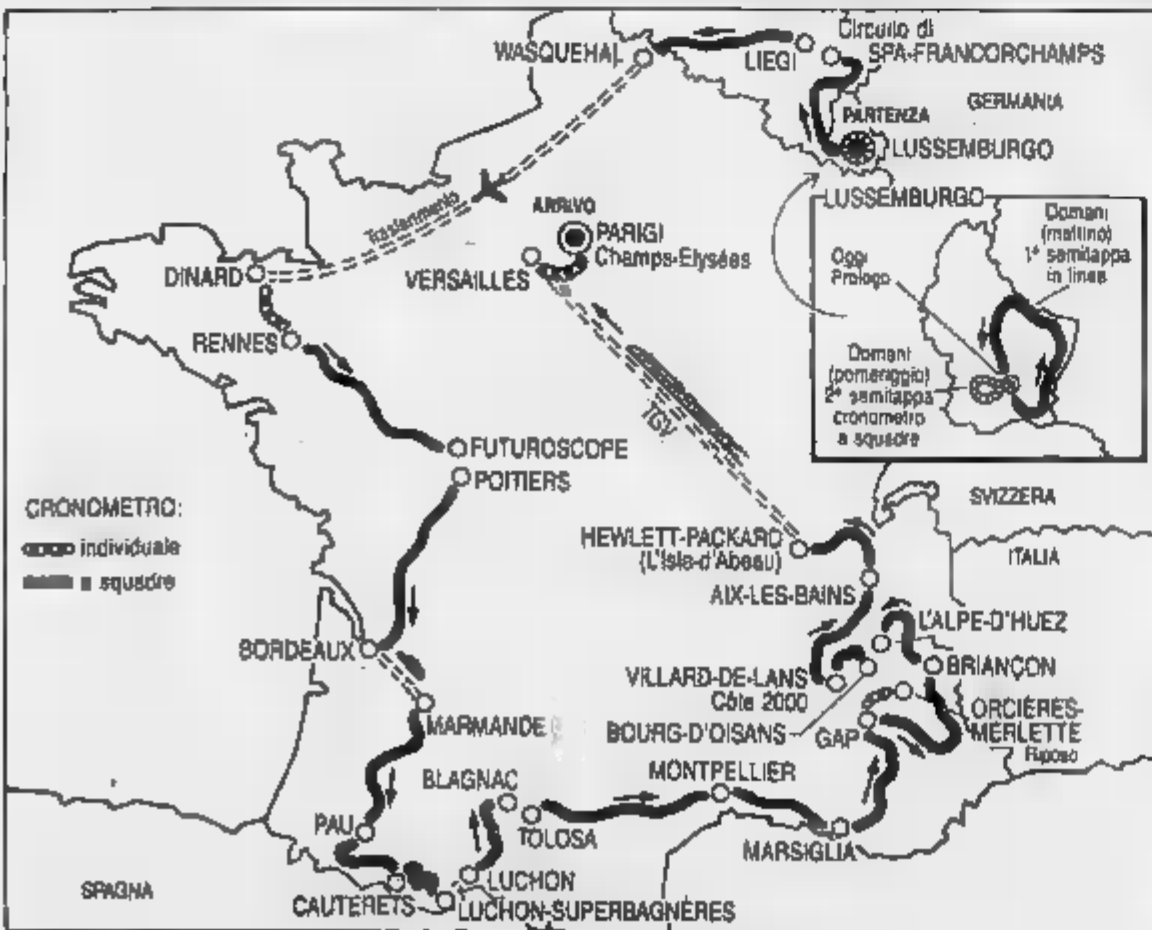 Circuito di
SPA-FRANCORCHAMPS
WASQUEHAL
LIEGI
GERMANIA
PARTENZA
LUSSEMBURGO
LUSSEMBURGO
Domani
(mattino)
1ª semitappa
in linea
Oggi
Prologo
Domani
(pomeriggio)
2ª semitappa
cronometro
a squadre
Trasferimento
ARRIVO
PARIGI
Champs-Elysées
VERSAILLES
DINARD
RENNES
TGV
FUTUROSCOPE
POITIERS
CRONOMETRO:
individuale
a squadre
SVIZZERA
ITALIA
HEWLETT-PACKARD
(L'Isle-d'Abeau)
AIX-LES-BAINS
L'ALPE-D'HUEZ
BRIANÇON
VILLARD-DE-LANS
Côte 2000
BOURG-D'OISANS
ORCIÈRES-
MERLETTE
Riposo
GAP
BORDEAUX
MARMANDE
MONTPELLIER
BLAGNAC
TOLOSA
MARSIGLIA
PAU
LUCHON
CAUTERETS
LUCHON-SUPERBAGNÈRES
SPAGNA